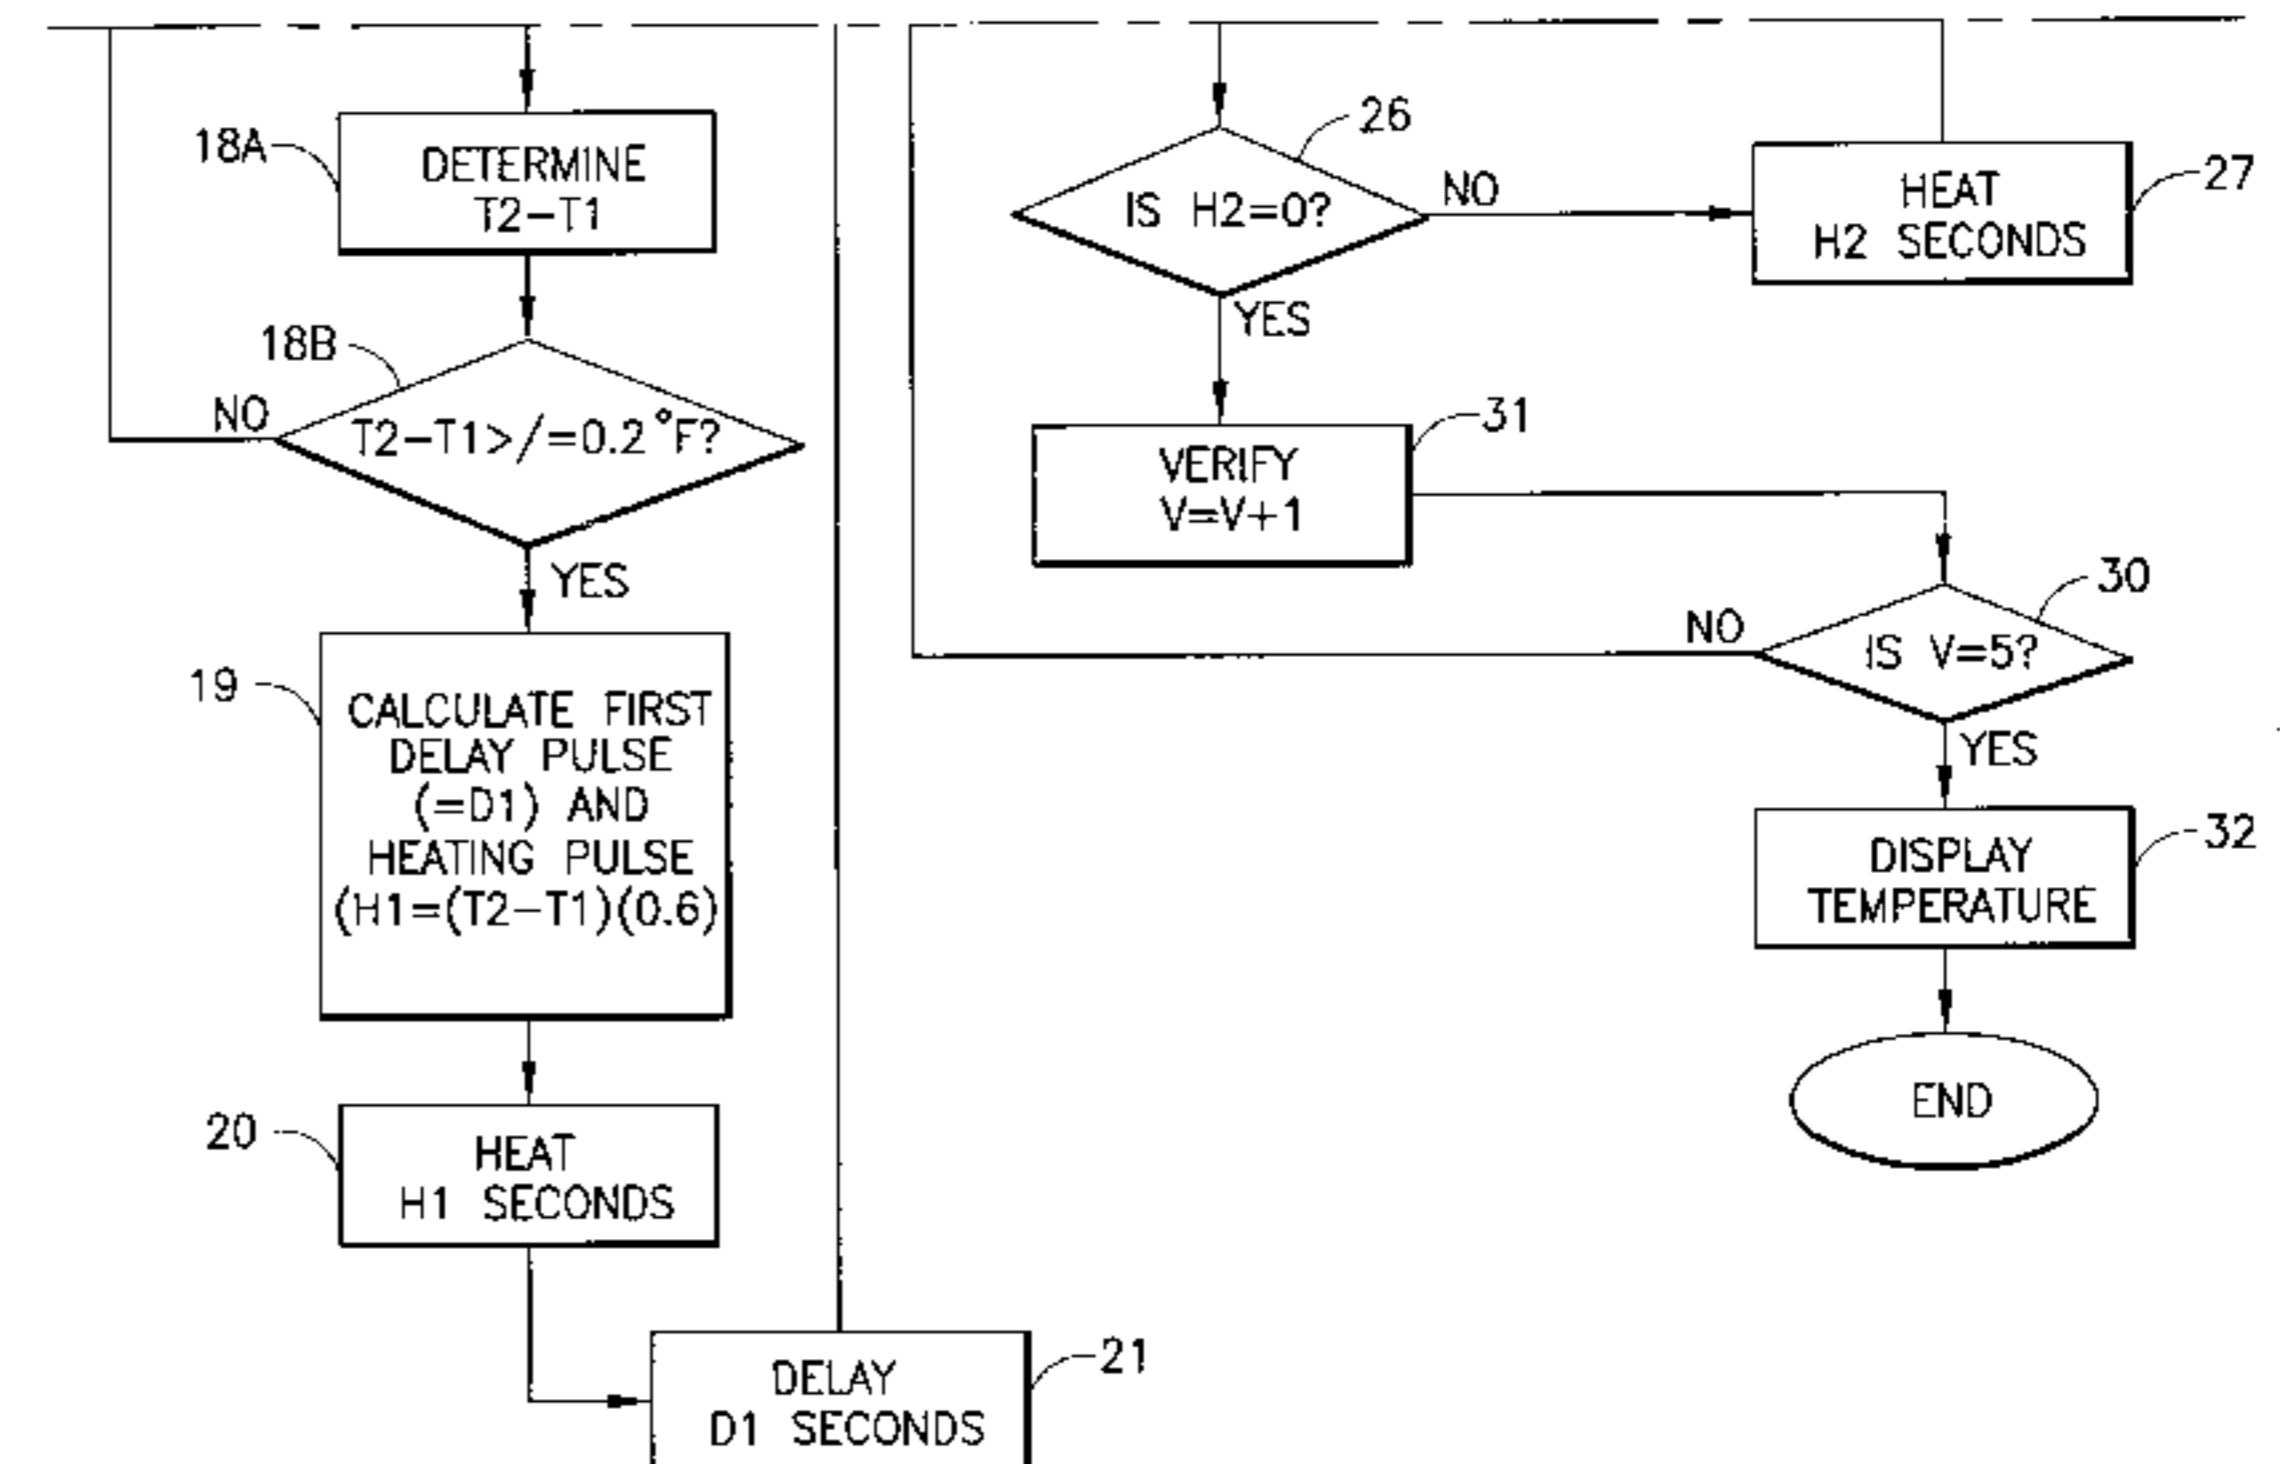 18A
DETERMINE
T2-T1
18B
NO
T2-T1>/=0.2°F?
YES
19
CALCULATE FIRST
DELAY PULSE
(=D1) AND
HEATING PULSE
(H1=(T2-T1)(0.6)
20
HEAT
H1 SECONDS
DELAY
D1 SECONDS
21
26
IS H2=0?
NO
YES
HEAT
H2 SECONDS
27
31
VERIFY
V=V+1
30
NO
IS V=5?
YES
DISPLAY
TEMPERATURE
32
END